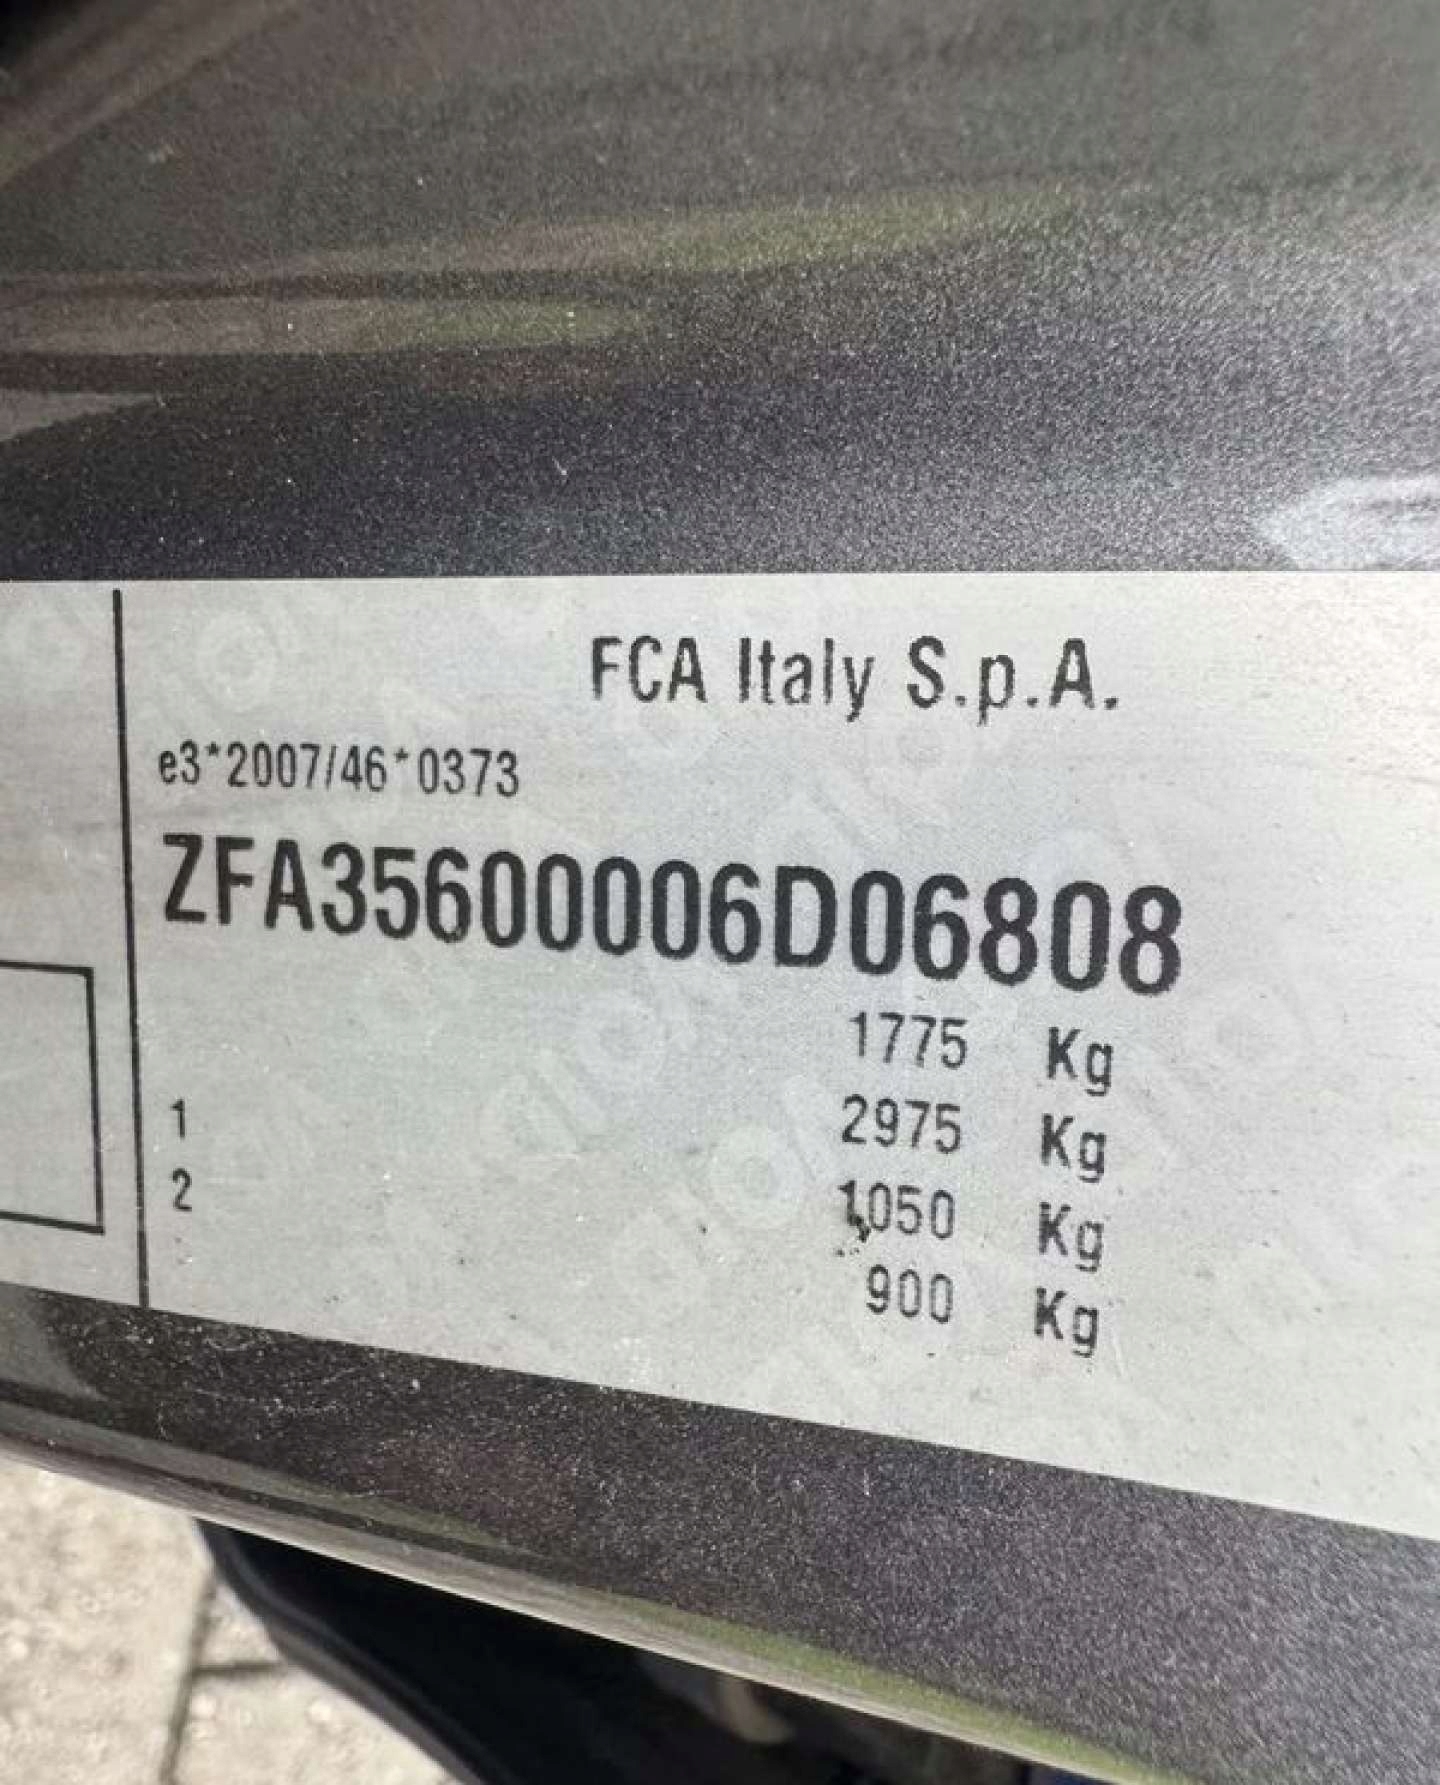 FCA Italy S.p.A.
e3*2007/46*0373
ZFA35600006D06808
1775 Kg
1 2975 Kg
2 1050 Kg
900 Kg